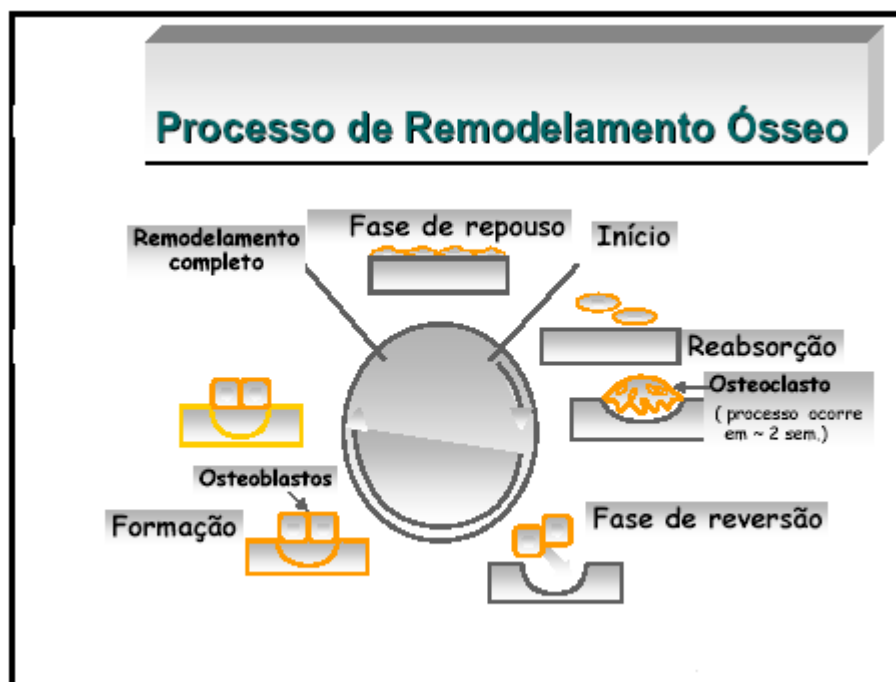 Processo de Remodelamento Ósseo
Fase de repouso
Início
Remodelamento
completo
Reabsorção
Osteoclasto
( processo ocorre
em ~ 2 sem.)
Osteoblastos
Formação
Fase de reversão